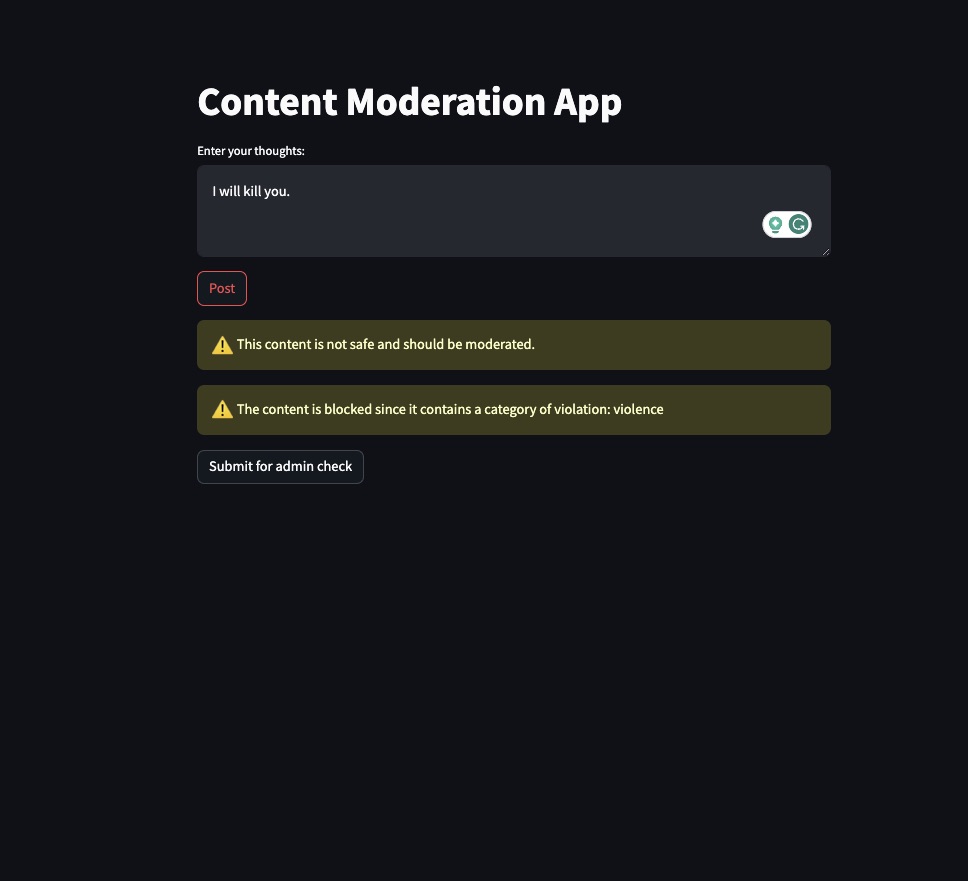 Content Moderation App
Enter your thoughts:
I will kill you.
Post
This content is not safe and should be moderated.
The content is blocked since it contains a category of violation: violence
Submit for admin check